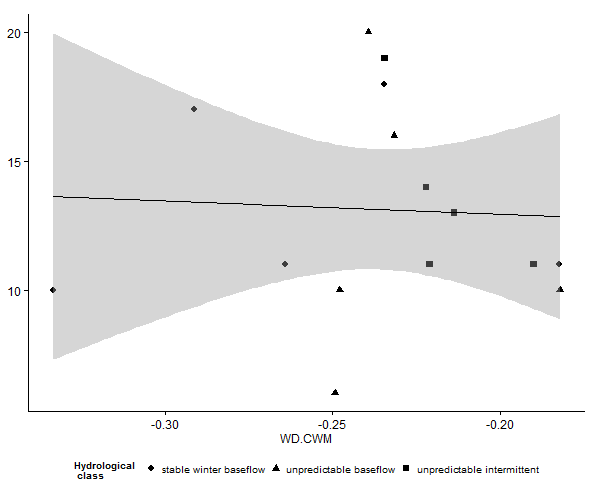 20
15
10
-0.30 -0.25 -0.20
WD.CWM
Hydrological
class
stable winter baseflow unpredictable baseflow unpredictable intermittent